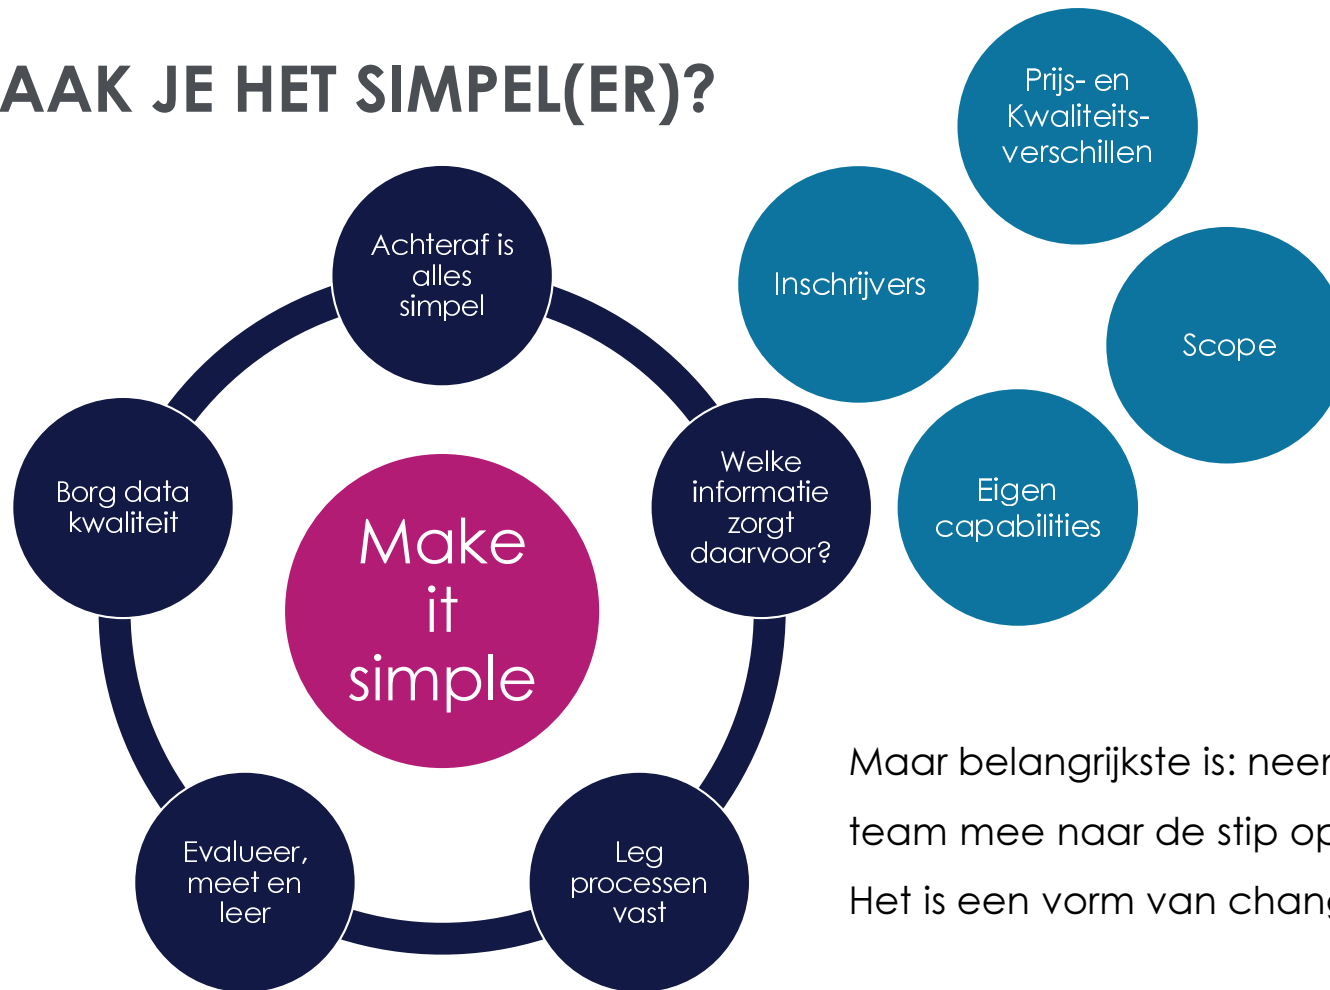 AAK JE HET SIMPEL(ER)?
Prijs- en
Kwaliteits-
verschillen
Inschrijvers
Scope
Eigen
capabilities
Achteraf is
alles
simpel
Welke
informatie
zorgt
daarvoor?
Leg
processen
vast
Evalueer,
meet en
leer
Borg data
kwaliteit
Make
it
simple
Maar belangrijkste is:
team mee naar de stip op
Het is een vorm van